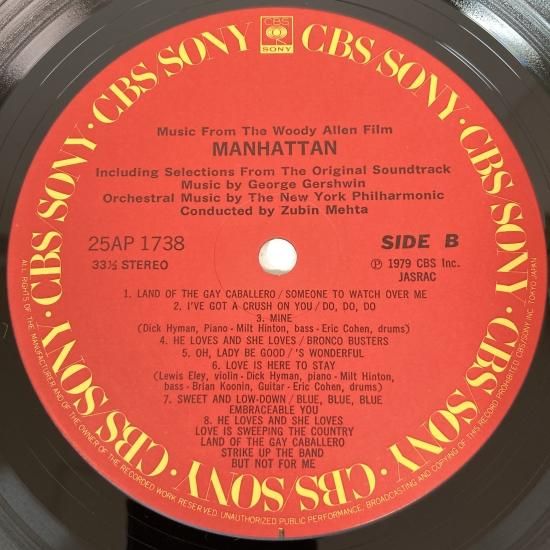 CBS
SONY
CBS/SONY · CBS/SONY · CBS/SONY · CBS/SONY · CBS/SONY · CBS/SONY · CBS/SONY · CBS/SONY
Music From The Woody Allen Film
MANHATTAN
Including Selections From The Original Soundtrack
Music by George Gershwin
Orchestral Music by The New York Philharmonic
Conducted by Zubin Mehta
25AP 1738
SIDE B
33⅓ STEREO
Ⓟ 1979 CBS Inc.
JASRAC
1. LAND OF THE GAY CABALLERO/SOMEONE TO WATCH OVER ME
2. I'VE GOT A CRUSH ON YOU/DO, DO, DO
3. MINE
(Dick Hyman, Piano - Milt Hinton, bass - Eric Cohen, drums)
4. HE LOVES AND SHE LOVES/BRONCO BUSTERS
5. OH, LADY BE GOOD/'S WONDERFUL
6. LOVE IS HERE TO STAY
(Lewis Eley, violin - Dick Hyman, piano - Milt Hinton,
bass - Brian Koonin, Guitar - Eric Cohen, drums)
7. SWEET AND LOW-DOWN/BLUE, BLUE, BLUE
EMBRACEABLE YOU
8. HE LOVES AND SHE LOVES
LOVE IS SWEEPING THE COUNTRY
LAND OF THE GAY CABALLERO
STRIKE UP THE BAND
BUT NOT FOR ME
ALL RIGHTS OF THE MANUFACTURER AND OF THE OWNER OF THE RECORDED WORK RESERVED. UNAUTHORIZED PUBLIC PERFORMANCE, BROADCASTING AND COPYING OF THIS RECORD PROHIBITED. CBS/SONY INC. TOKYO JAPAN